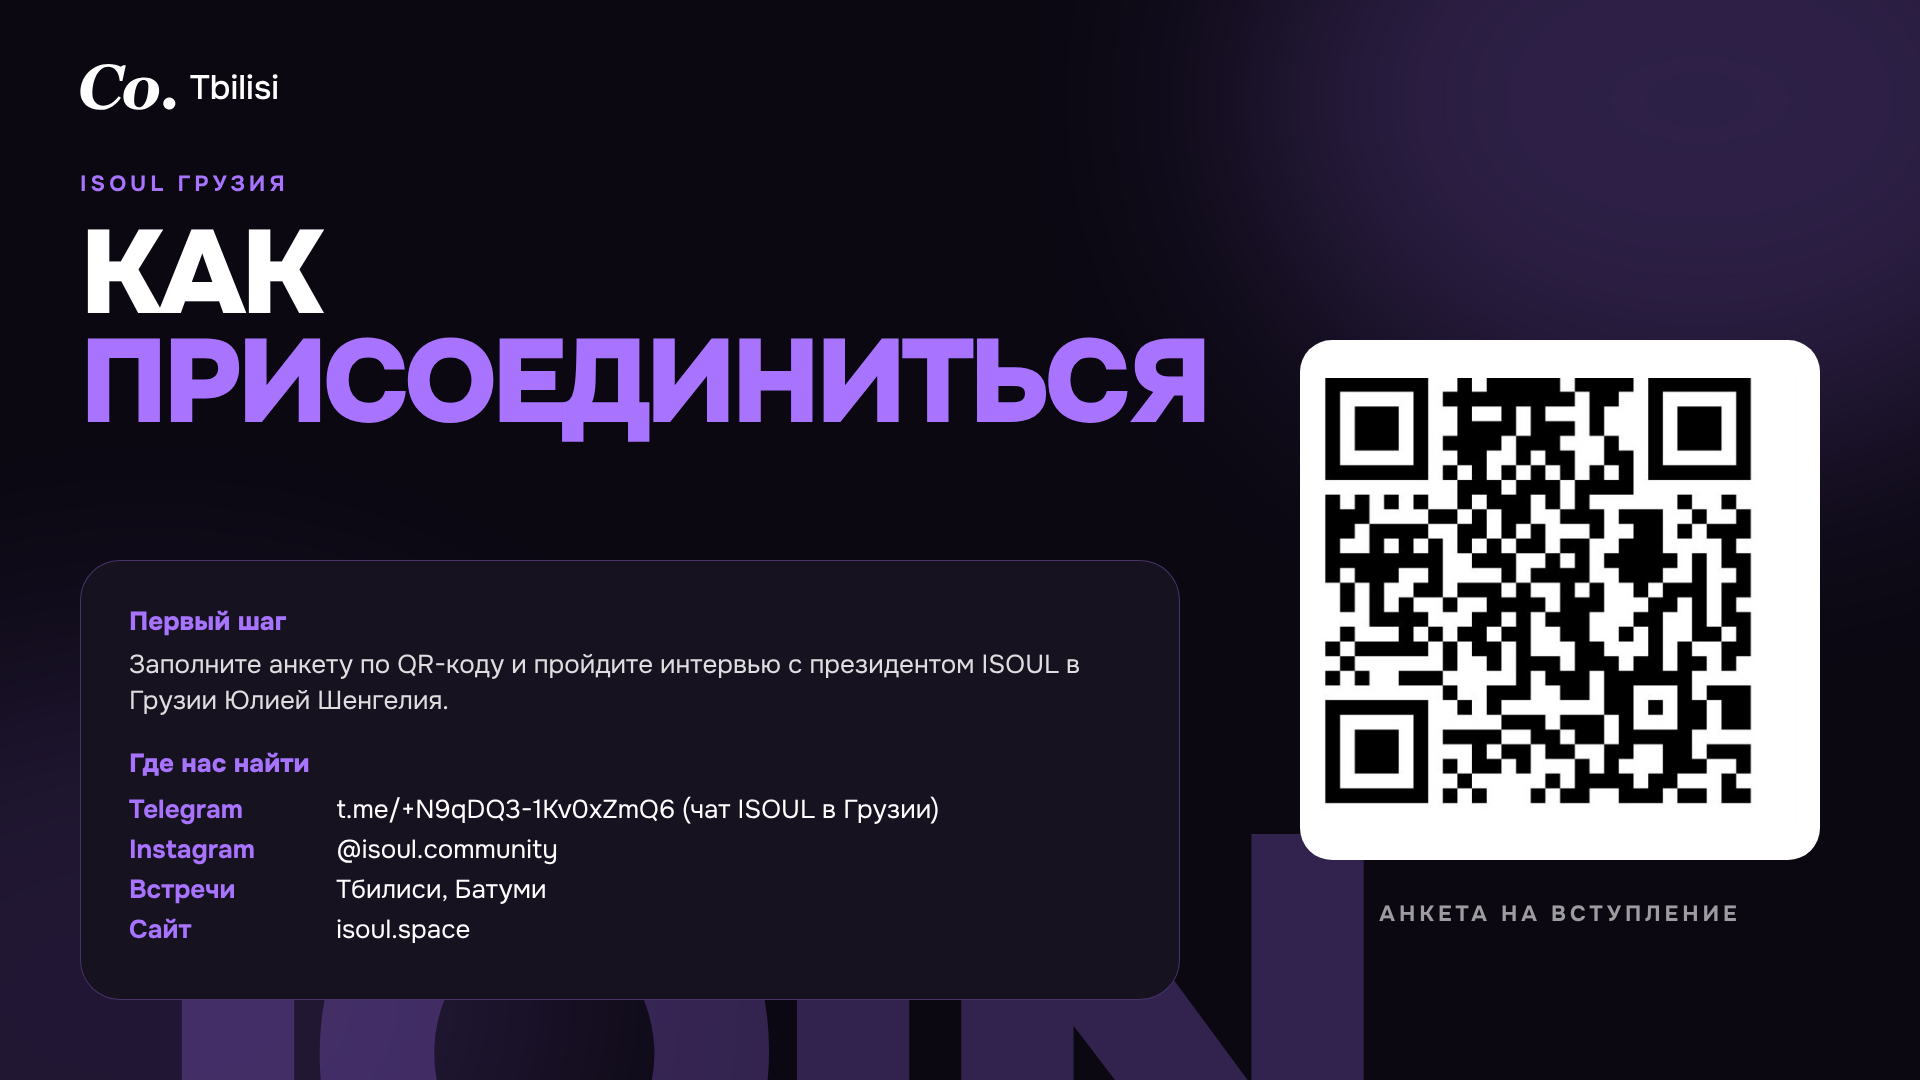 Co. Tbilisi
ISOUL ГРУЗИЯ
КАК
ПРИСОЕДИНИТЬСЯ
Первый шаг
Заполните анкету по QR-коду и пройдите интервью с президентом ISOUL в
Грузии Юлией Шенгелия.
Где нас найти
Telegram t.me/+N9qDQ3-1Kv0xZmQ6 (чат ISOUL в Грузии)
Instagram @isoul.community
Встречи Тбилиси, Батуми
Сайт isoul.space
АНКЕТА НА ВСТУПЛЕНИЕ
JOIN